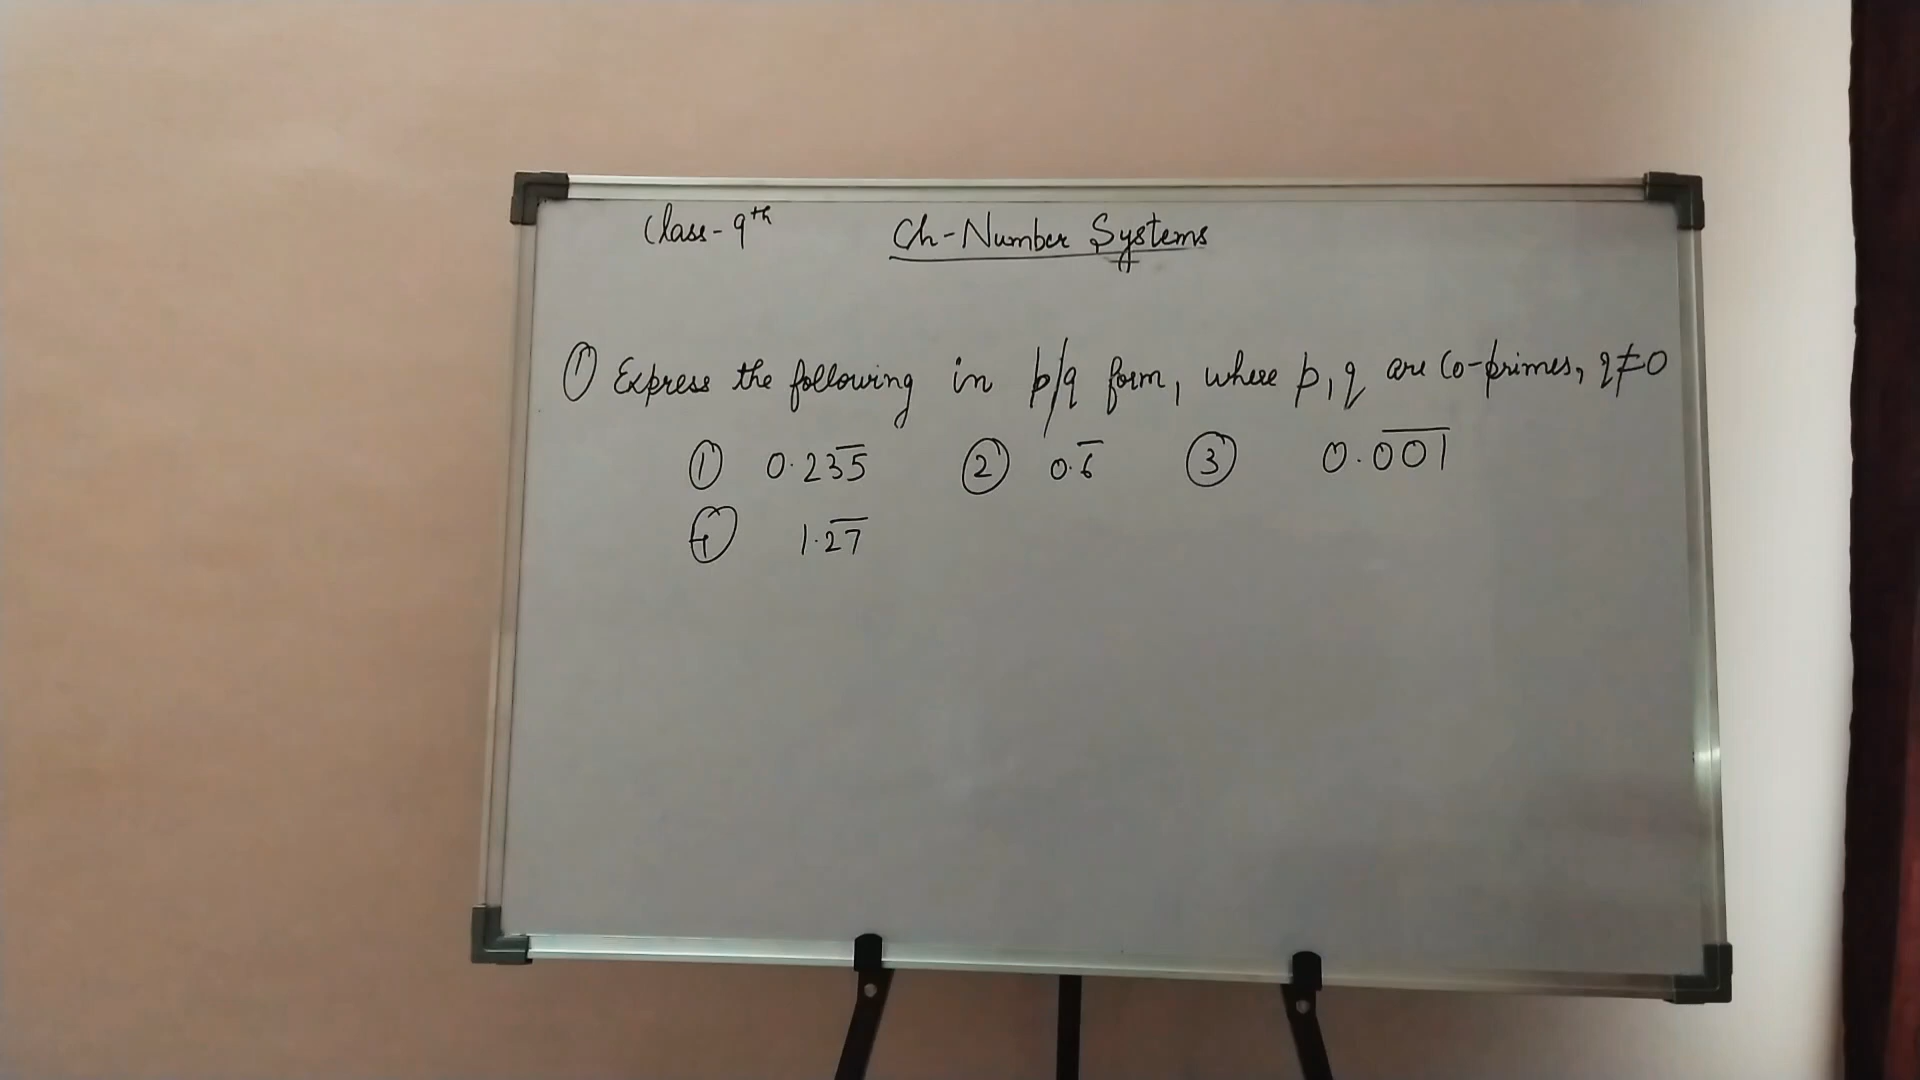 Class-9th Ch-Number Systems
① Express the following in p/q form, where p, q are Co-primes, q≠0
① 0.23̅5̅ ② 0.6̅ ③ 0.0̅0̅1̅
④ 1.2̅7̅